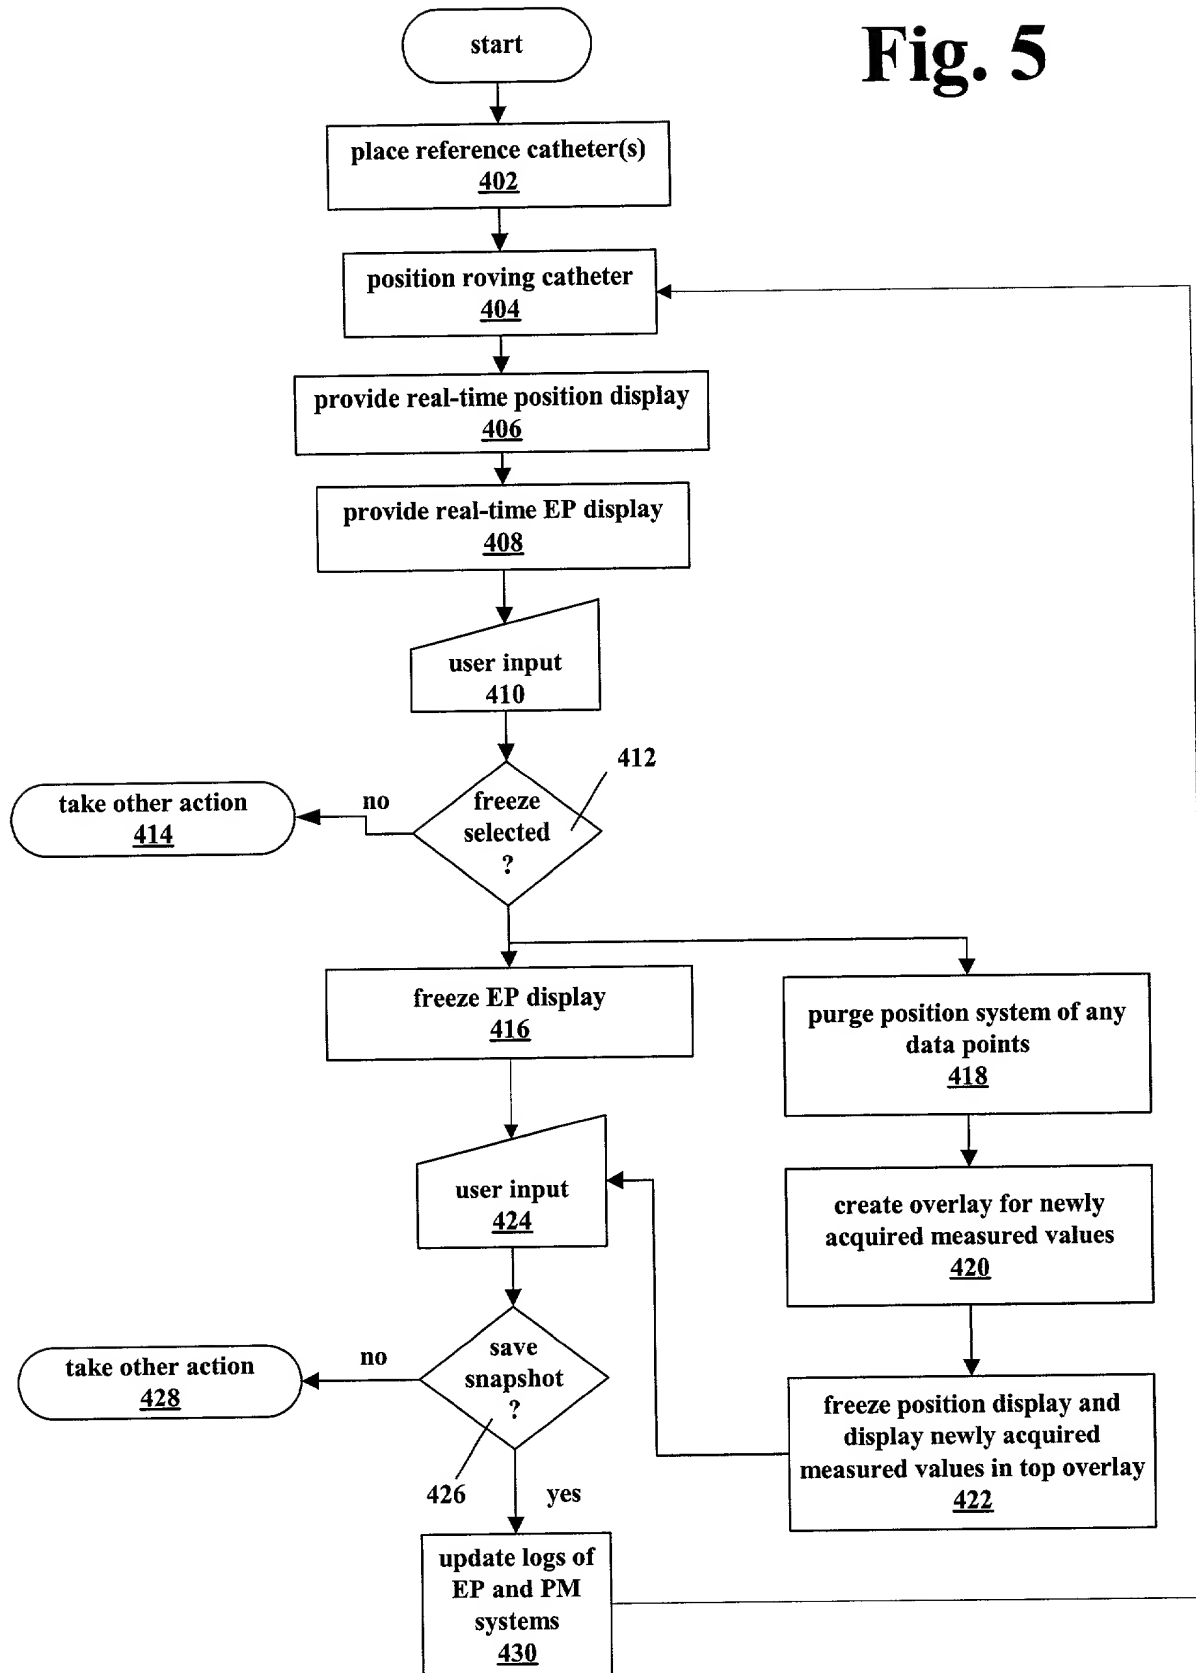 Fig. 5
start
place reference catheter(s)
402
position roving catheter
404
provide real-time position display
406
provide real-time EP display
408
user input
410
412
freeze
selected
?
no
take other action
414
freeze EP display
416
purge position system of any
data points
418
create overlay for newly
acquired measured values
420
freeze position display and
display newly acquired
measured values in top overlay
422
user input
424
save
snapshot
?
426
no
take other action
428
yes
update logs of
EP and PM
systems
430